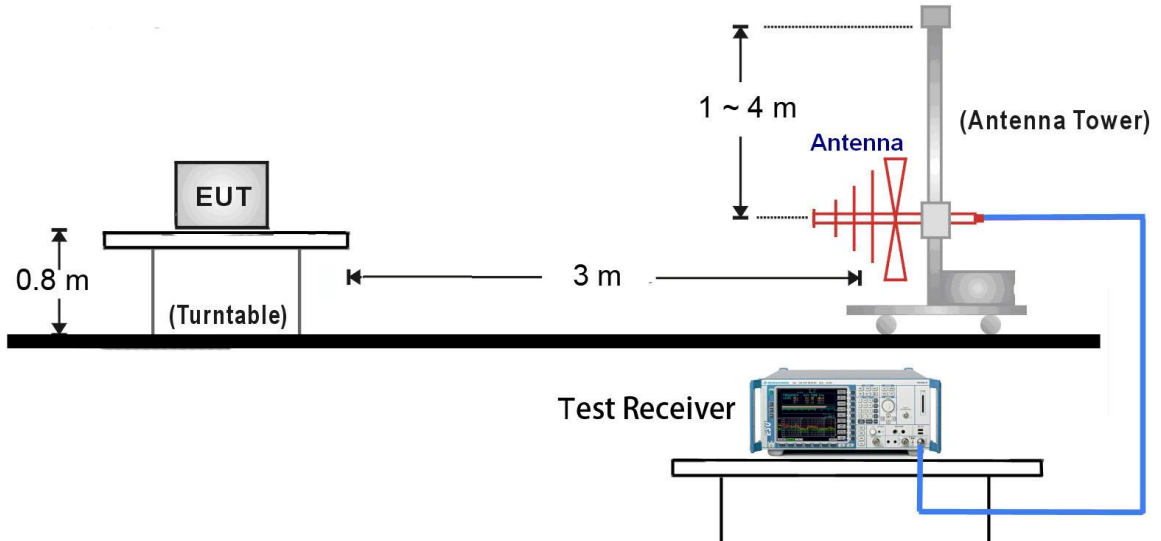 1 ~ 4 m
(Antenna Tower)
Antenna
EUT
0.8 m
3 m
(Turntable)
Test Receiver